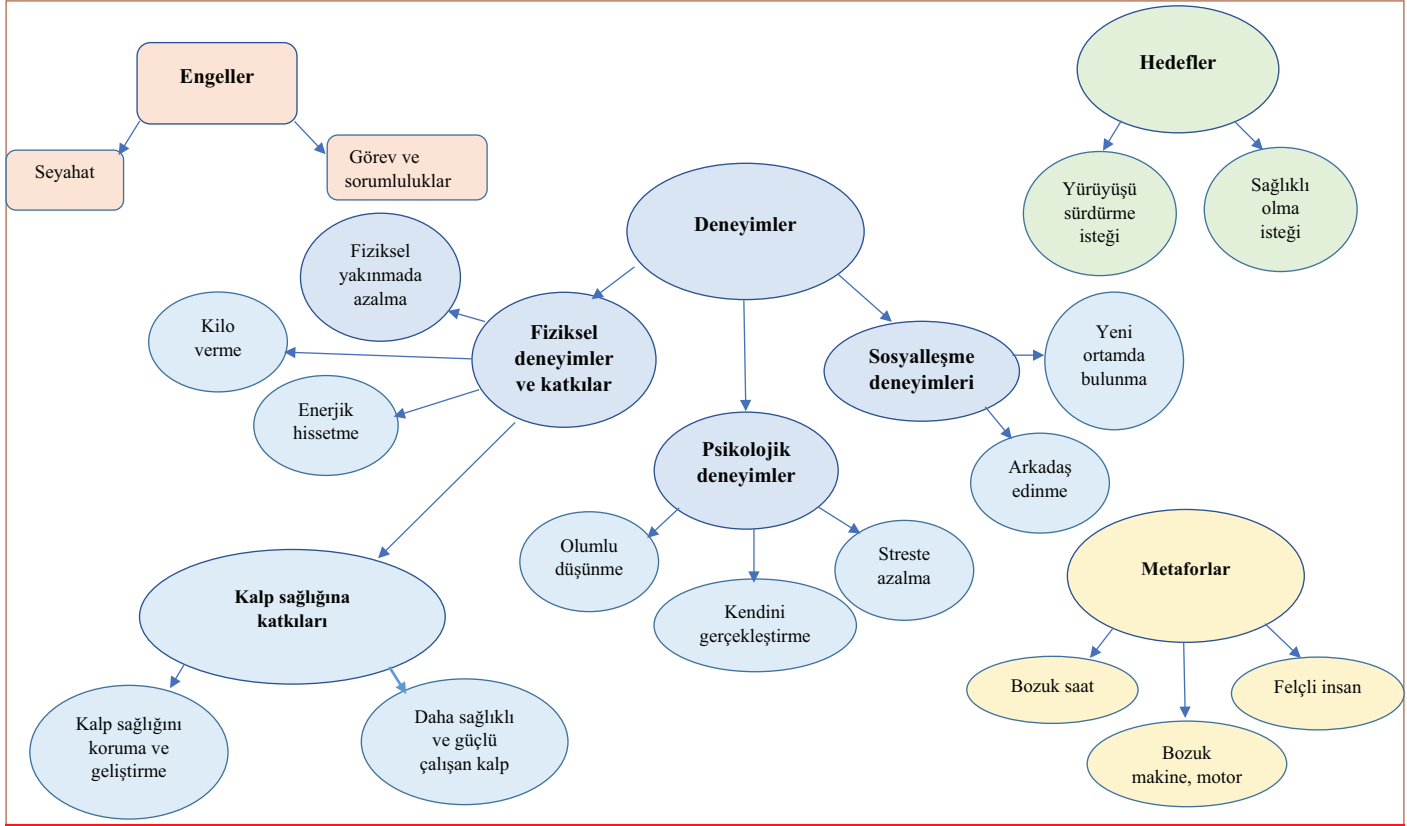 Engeller
Seyahat
Görev ve
sorumluluklar
Hedefler
Yürüyüşü
sürdürme
isteği
Sağlıklı
olma
isteği
Deneyimler
Fiziksel
yakınmada
azalma
Kilo
verme
Enerjik
hissetme
Fiziksel
deneyimler
ve katkılar
Sosyalleşme
deneyimleri
Yeni
ortamda
bulunma
Arkadaş
edinme
Psikolojik
deneyimler
Olumlu
düşünme
Kendini
gerçekleştirme
Streste
azalma
Kalp sağlığına
katkıları
Kalp sağlığını
koruma ve
geliştirme
Daha sağlıklı
ve güçlü
çalışan kalp
Metaforlar
Bozuk saat
Bozuk
makine, motor
Felçli insan